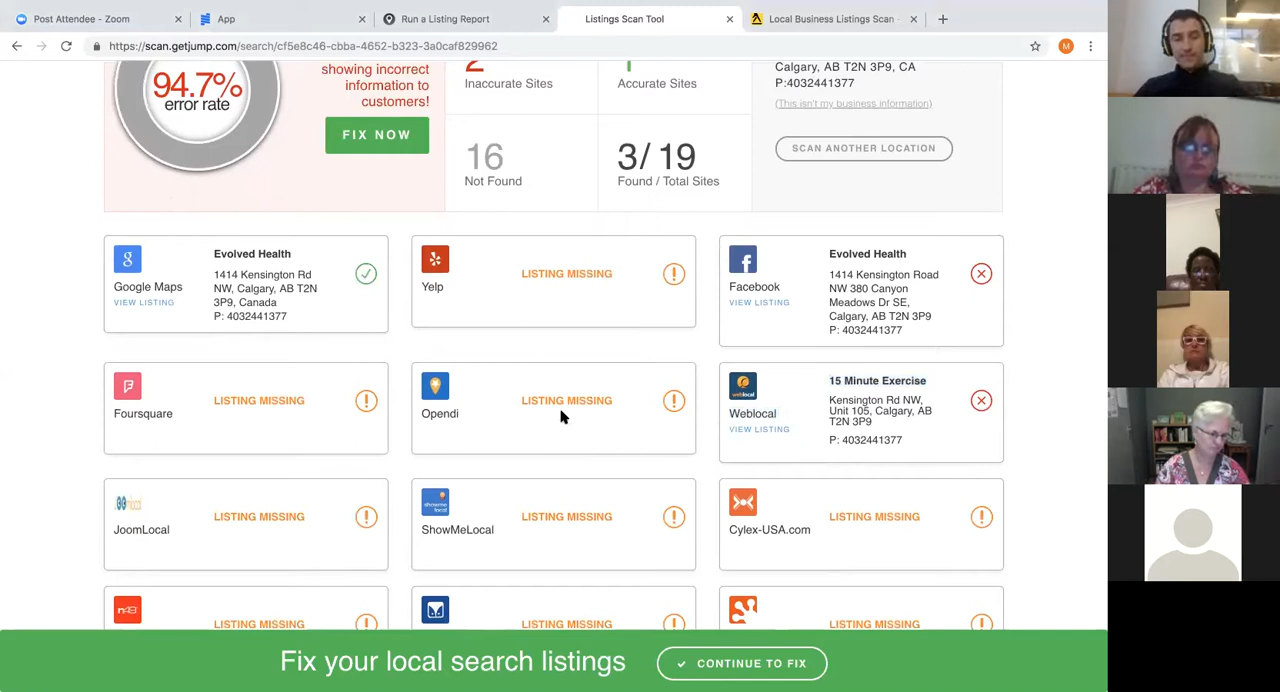 Post Attendee - Zoom
App
Run a Listing Report
Listings Scan Tool
Local Business Listings Scan
https://scan.getjump.com/search/cf5e8c46-cbba-4652-b323-3a0caf829962
M
94.7%
error rate
showing incorrect
information to
customers!
FIX NOW
Inaccurate Sites
Accurate Sites
16
Not Found
3/ 19
Found / Total Sites
Calgary, AB T2N 3P9, CA
P:4032441377
(This isn't my business information)
SCAN ANOTHER LOCATION
Google Maps
VIEW LISTING
Evolved Health
1414 Kensington Rd
NW, Calgary, AB T2N
3P9, Canada
P: 4032441377
Yelp
LISTING MISSING
Facebook
VIEW LISTING
Evolved Health
1414 Kensington Road
NW 380 Canyon
Meadows Dr SE,
Calgary, AB T2N 3P9
P: 4032441377
Foursquare
LISTING MISSING
Opendi
LISTING MISSING
weblocal
Weblocal
VIEW LISTING
15 Minute Exercise
Kensington Rd NW,
Unit 105, Calgary, AB
T2N 3P9
P: 4032441377
JoomLocal
LISTING MISSING
ShowMeLocal
LISTING MISSING
Cylex-USA.com
LISTING MISSING
n49
LISTING MISSING
LISTING MISSING
LISTING MISSING
Fix your local search listings
CONTINUE TO FIX